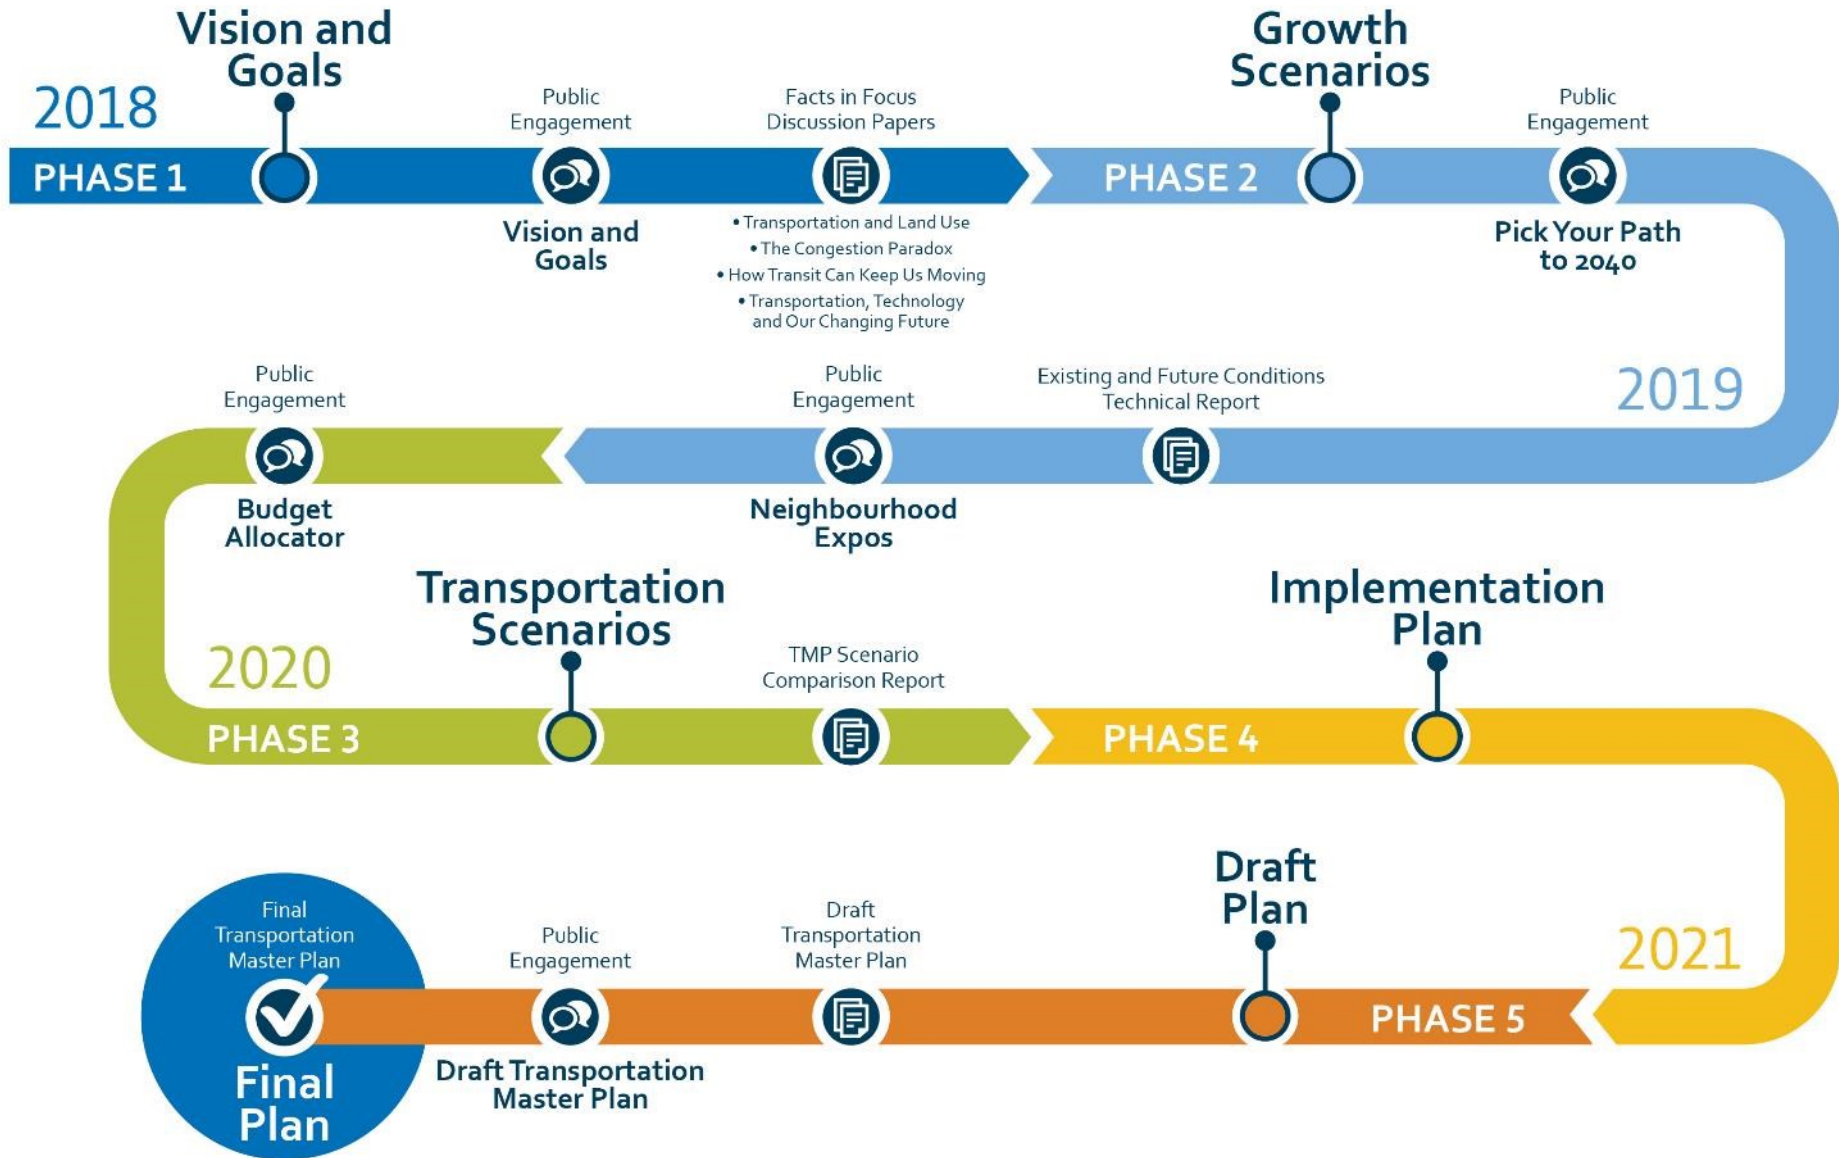 Vision and
Goals
2018
PHASE 1
Public
Engagement
Vision and
Goals
Facts in Focus
Discussion Papers
• Transportation and Land Use
• The Congestion Paradox
• How Transit Can Keep Us Moving
• Transportation, Technology
and Our Changing Future
PHASE 2
Growth
Scenarios
Public
Engagement
Pick Your Path
to 2040
2019
Existing and Future Conditions
Technical Report
Public
Engagement
Neighbourhood
Expos
Public
Engagement
Budget
Allocator
2020
PHASE 3
Transportation
Scenarios
TMP Scenario
Comparison Report
PHASE 4
Implementation
Plan
2021
PHASE 5
Draft
Plan
Draft
Transportation
Master Plan
Public
Engagement
Draft Transportation
Master Plan
Final
Transportation
Master Plan
Final
Plan